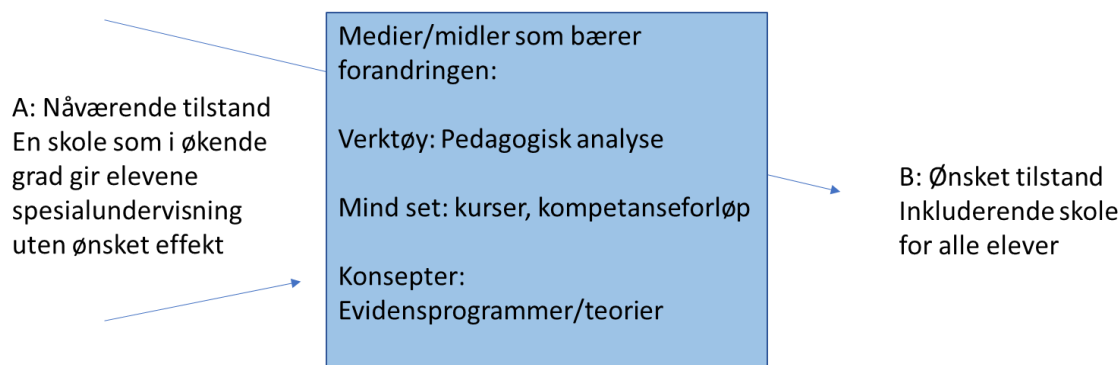 A: Nåværende tilstand
En skole som i økende
grad gir elevene
spesialundervisning
uten ønsket effekt
Medier/midler som bærer
forandringen:
Verktøy: Pedagogisk analyse
Mind set: kurser, kompetanseforløp
Konsepter:
Evidensprogrammer/teorier
B: Ønsket tilstand
Inkluderende skole
for alle elever